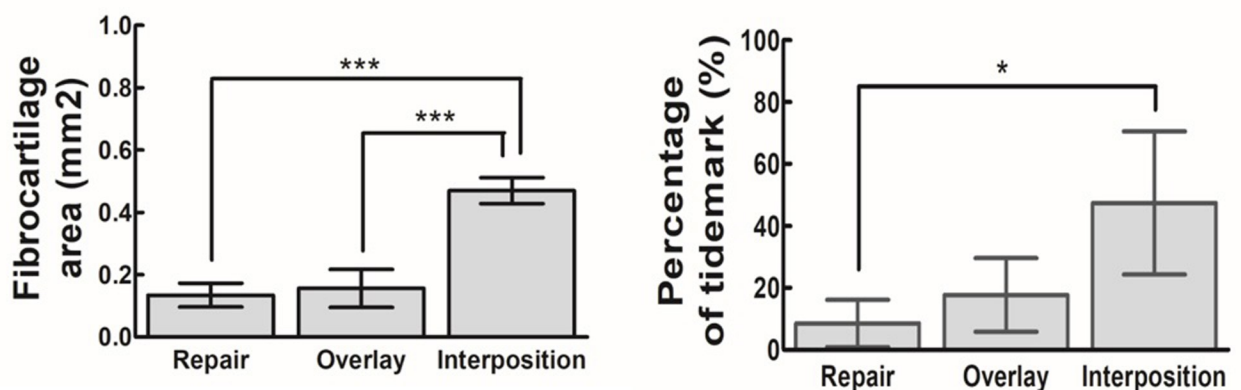 Fibrocartilage
area (mm2)
1.0
0.8
0.6
0.4
0.2
0.0
***
***
Repair Overlay Interposition
Percentage
of tidemark (%)
100
80
60
40
20
0
*
Repair Overlay Interposition